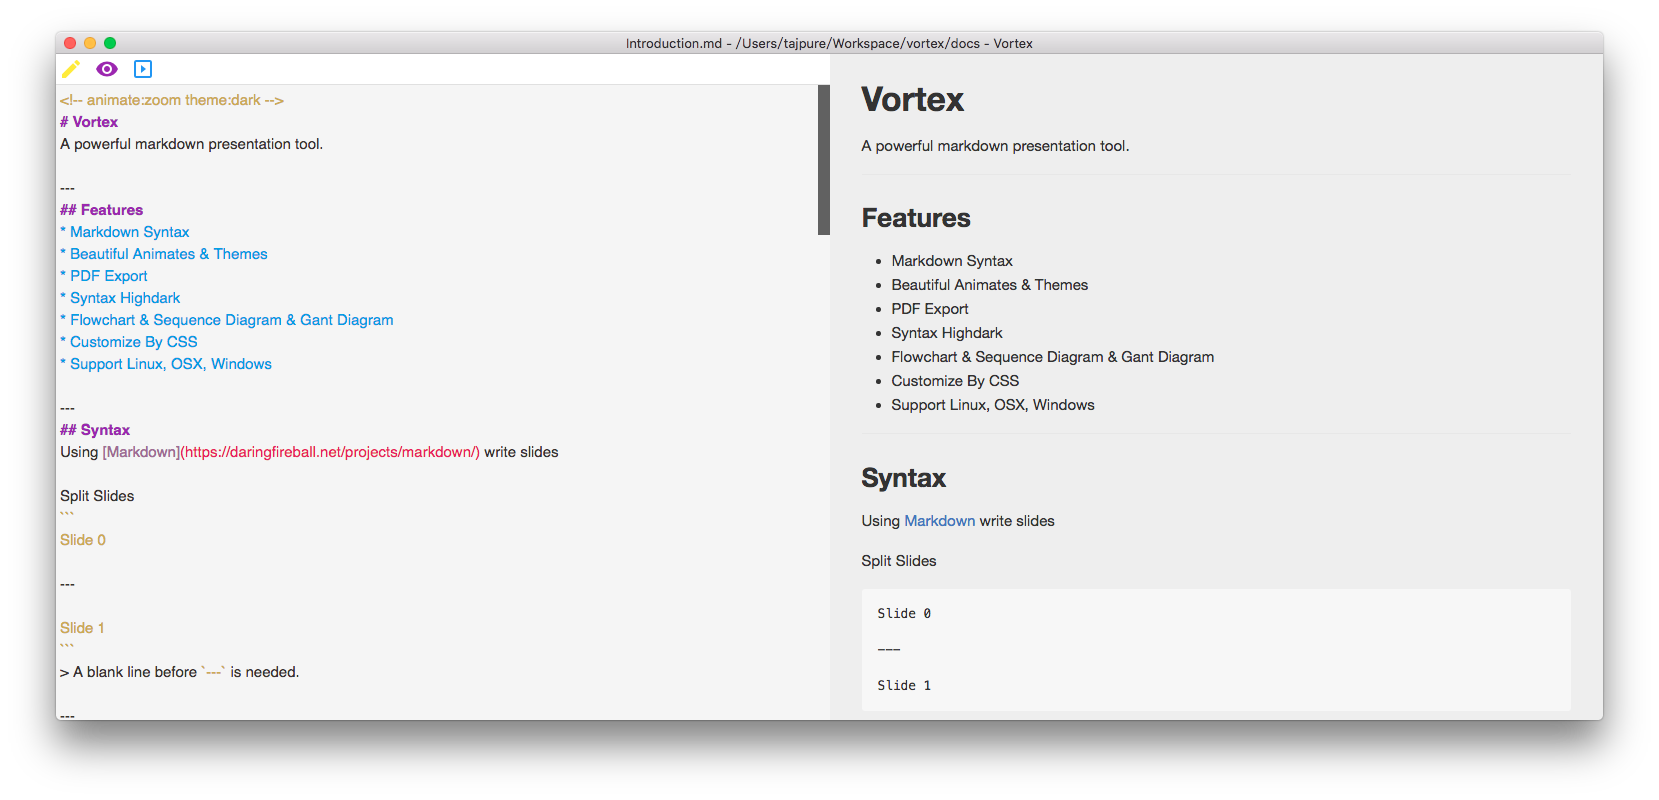 Introduction.md - /Users/tajpure/Workspace/vortex/docs - Vortex
<!-- animate:zoom theme:dark -->
# Vortex
A powerful markdown presentation tool.
---
## Features
* Markdown Syntax
* Beautiful Animates & Themes
* PDF Export
* Syntax Highdark
* Flowchart & Sequence Diagram & Gant Diagram
* Customize By CSS
* Support Linux, OSX, Windows
---
## Syntax
Using [Markdown](https://daringfireball.net/projects/markdown/) write slides
Split Slides
```
Slide 0
---
Slide 1
```
> A blank line before `---` is needed.
---
Vortex
A powerful markdown presentation tool.
Features
• Markdown Syntax
• Beautiful Animates & Themes
• PDF Export
• Syntax Highdark
• Flowchart & Sequence Diagram & Gant Diagram
• Customize By CSS
• Support Linux, OSX, Windows
Syntax
Using Markdown write slides
Split Slides
Slide 0
---
Slide 1